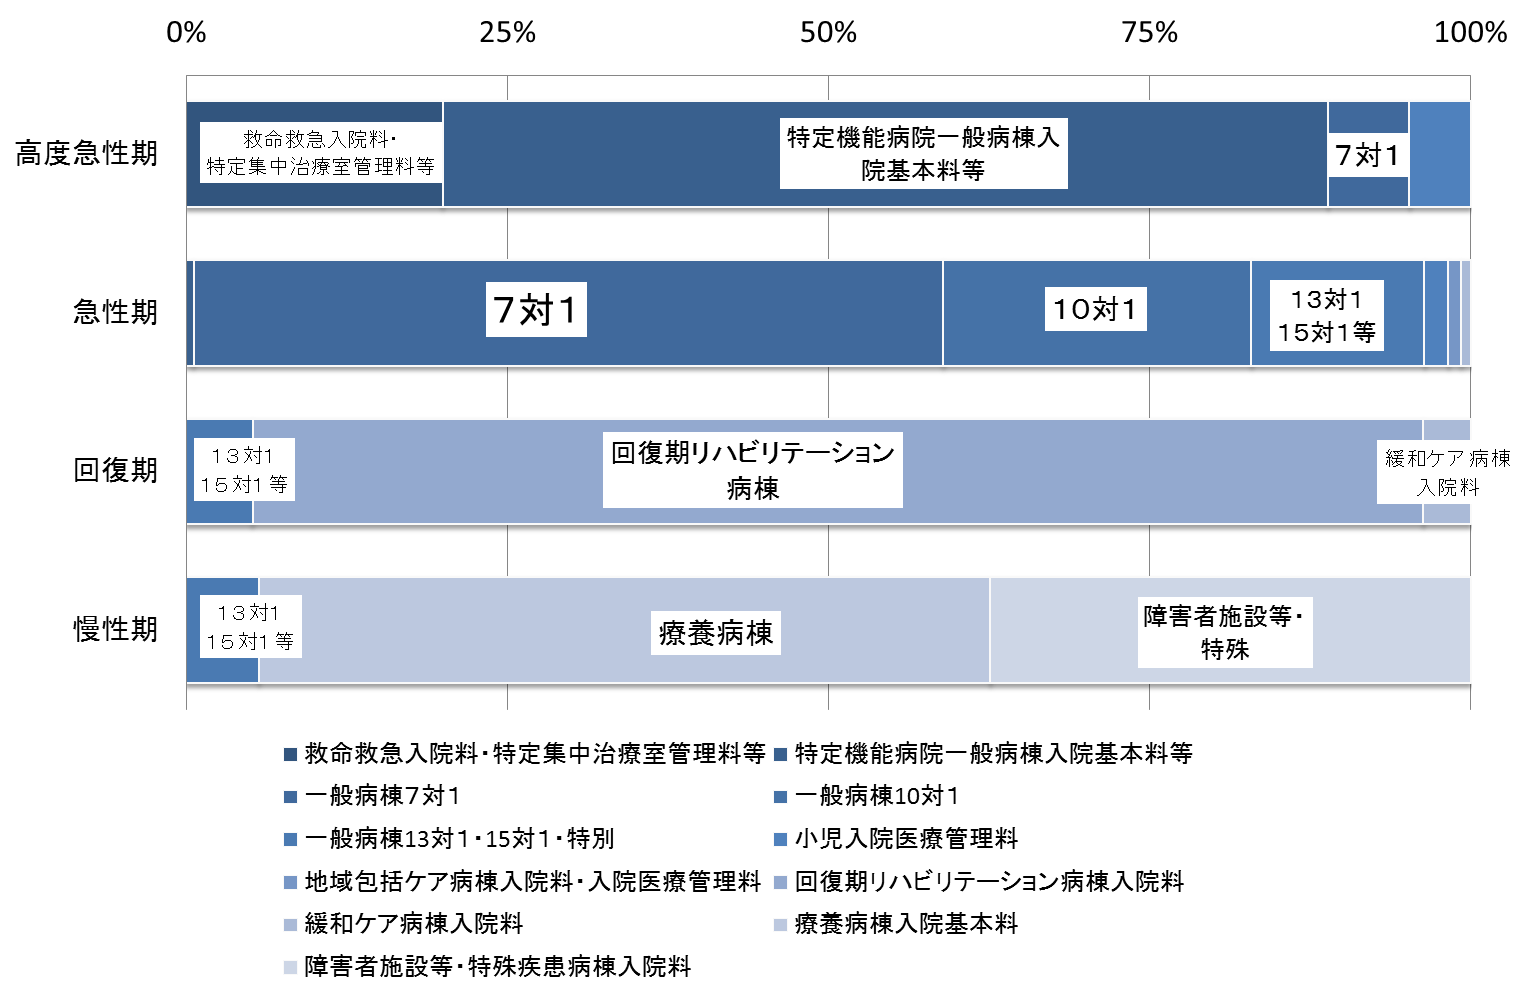 0%
25%
50%
75%
100%
高度急性期
救命救急入院料・
特定集中治療室管理料等
特定機能病院一般病棟入
院基本料等
７対１
急性期
７対１
１０対１
１３対１
１５対１等
回復期
１３対１
１５対１等
回復期リハビリテーション
病棟
緩和ケア病棟
入院料
慢性期
１３対１
１５対１等
療養病棟
障害者施設等・
特殊
救命救急入院料・特定集中治療室管理料等
特定機能病院一般病棟入院基本料等
一般病棟７対１
一般病棟10対１
一般病棟13対１・15対１・特別
小児入院医療管理料
地域包括ケア病棟入院料・入院医療管理料
回復期リハビリテーション病棟入院料
緩和ケア病棟入院料
療養病棟入院基本料
障害者施設等・特殊疾患病棟入院料